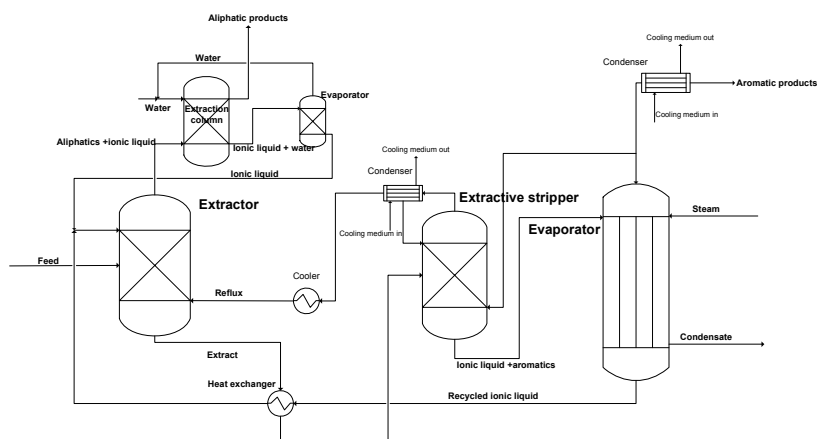 Aliphatic products
Water
Cooling medium out
Condenser
Aromatic products
Evaporator
Water
Extraction
column
Cooling medium in
Aliphatics +ionic liquid
Ionic liquid + water
Cooling medium out
Ionic liquid
Condenser
Extractor
Extractive stripper
Evaporator
Steam
Cooling medium in
Feed
Cooler
Reflux
Condensate
Extract
Ionic liquid +aromatics
Heat exchanger
Recycled ionic liquid